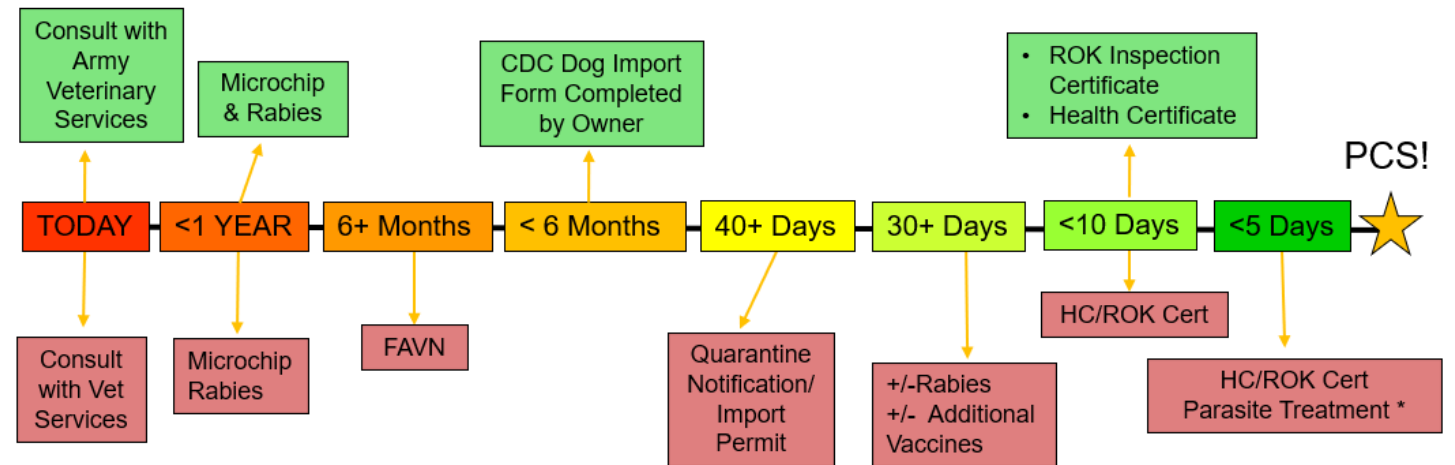 Consult with
Army
Veterinary
Services
Microchip
& Rabies
CDC Dog Import
Form Completed
by Owner
• ROK Inspection
Certificate
• Health Certificate
PCS!
TODAY
<1 YEAR
6+ Months
< 6 Months
40+ Days
30+ Days
<10 Days
<5 Days
Consult
with Vet
Services
Microchip
Rabies
FAVN
Quarantine
Notification/
Import
Permit
+/-Rabies
+/- Additional
Vaccines
HC/ROK Cert
HC/ROK Cert
Parasite Treatment *